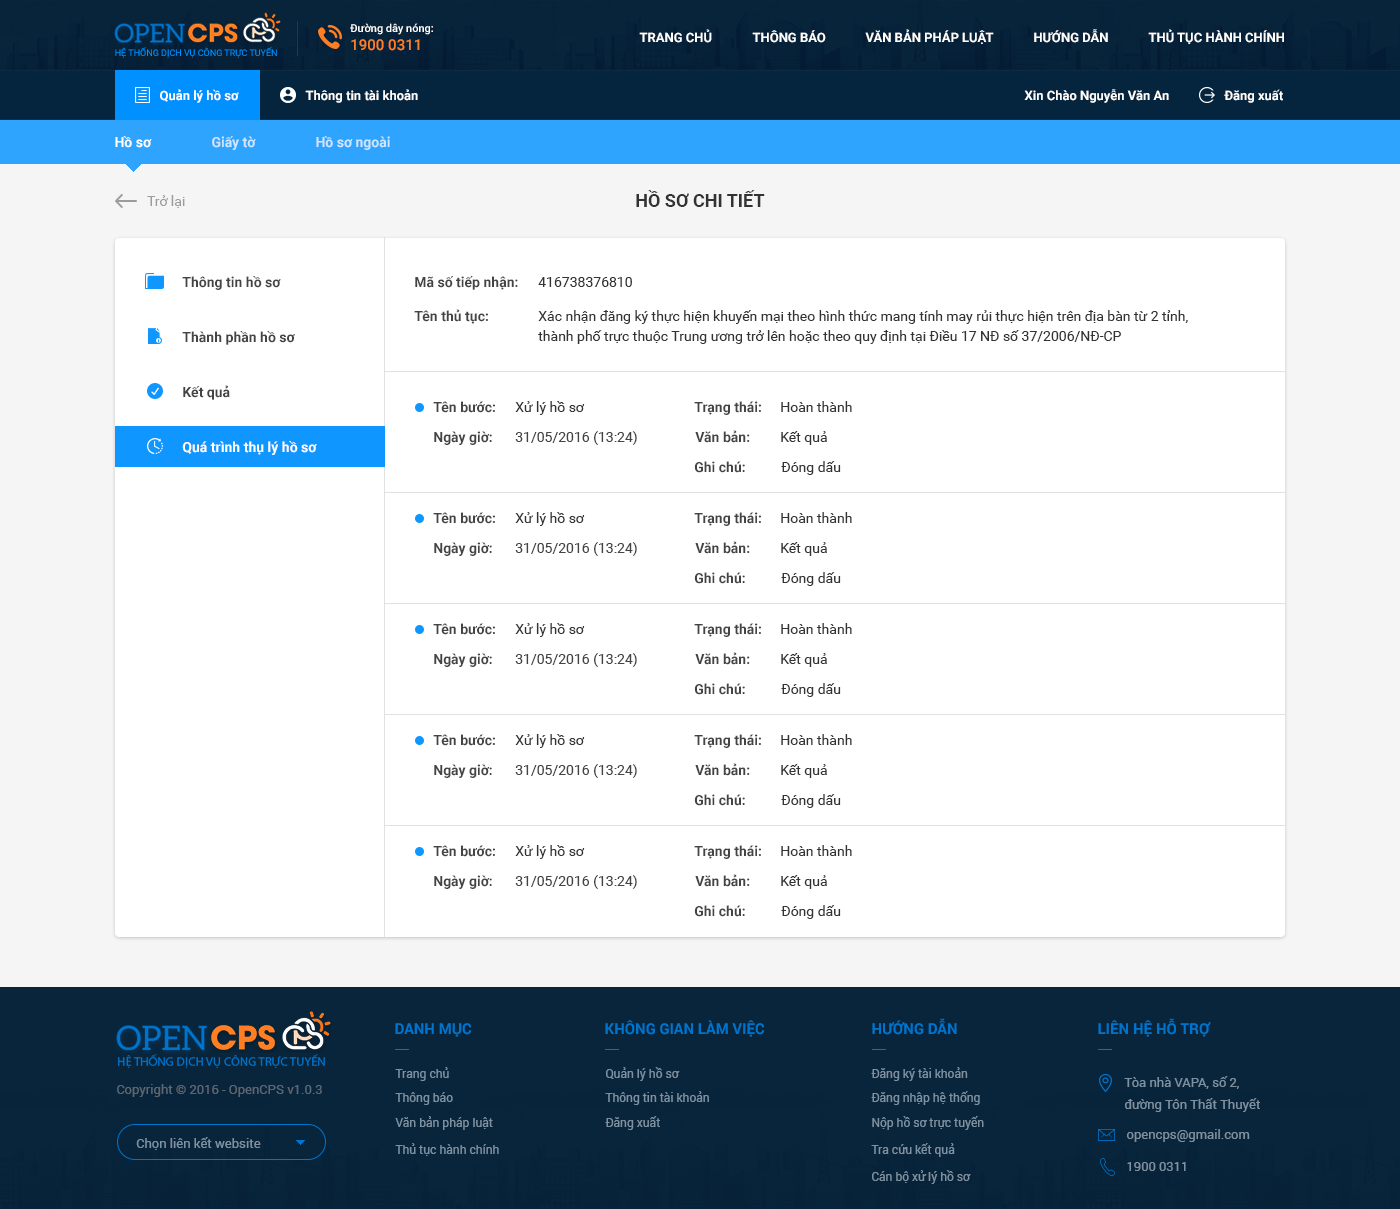 OPENCPS
HỆ THỐNG DỊCH VỤ CÔNG TRỰC TUYẾN
Đường dây nóng:
1900 0311
TRANG CHỦ THÔNG BÁO VĂN BẢN PHÁP LUẬT HƯỚNG DẪN THỦ TỤC HÀNH CHÍNH
Quản lý hồ sơ Thông tin tài khoản Xin Chào Nguyễn Văn An Đăng xuất
Hồ sơ Giấy tờ Hồ sơ ngoài
Trở lại
HỒ SƠ CHI TIẾT
Thông tin hồ sơ
Thành phần hồ sơ
Kết quả
Quá trình thụ lý hồ sơ
Mã số tiếp nhận: 416738376810
Tên thủ tục: Xác nhận đăng ký thực hiện khuyến mại theo hình thức mang tính may rủi thực hiện trên địa bàn từ 2 tỉnh,
thành phố trực thuộc Trung ương trở lên hoặc theo quy định tại Điều 17 NĐ số 37/2006/NĐ-CP
Tên bước: Xử lý hồ sơ Trạng thái: Hoàn thành
Ngày giờ: 31/05/2016 (13:24) Văn bản: Kết quả
Ghi chú: Đóng dấu
Tên bước: Xử lý hồ sơ Trạng thái: Hoàn thành
Ngày giờ: 31/05/2016 (13:24) Văn bản: Kết quả
Ghi chú: Đóng dấu
Tên bước: Xử lý hồ sơ Trạng thái: Hoàn thành
Ngày giờ: 31/05/2016 (13:24) Văn bản: Kết quả
Ghi chú: Đóng dấu
Tên bước: Xử lý hồ sơ Trạng thái: Hoàn thành
Ngày giờ: 31/05/2016 (13:24) Văn bản: Kết quả
Ghi chú: Đóng dấu
Tên bước: Xử lý hồ sơ Trạng thái: Hoàn thành
Ngày giờ: 31/05/2016 (13:24) Văn bản: Kết quả
Ghi chú: Đóng dấu
OPENCPS
HỆ THỐNG DỊCH VỤ CÔNG TRỰC TUYẾN
Copyright © 2016 - OpenCPS v1.0.3
Chọn liên kết website
DANH MỤC
Trang chủ
Thông báo
Văn bản pháp luật
Thủ tục hành chính
KHÔNG GIAN LÀM VIỆC
Quản lý hồ sơ
Thông tin tài khoản
Đăng xuất
HƯỚNG DẪN
Đăng ký tài khoản
Đăng nhập hệ thống
Nộp hồ sơ trực tuyến
Tra cứu kết quả
Cán bộ xử lý hồ sơ
LIÊN HỆ HỖ TRỢ
Tòa nhà VAPA, số 2,
đường Tôn Thất Thuyết
opencps@gmail.com
1900 0311